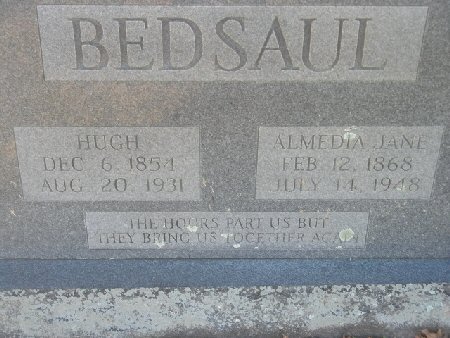 BEDSAUL
HUGH
DEC 6, 1854
AUG 20, 1931
ALMEDIA JANE
FEB 12, 1868
JULY 14, 1948
THE HOURS PART US BUT
THEY BRING US TOGETHER AGAIN